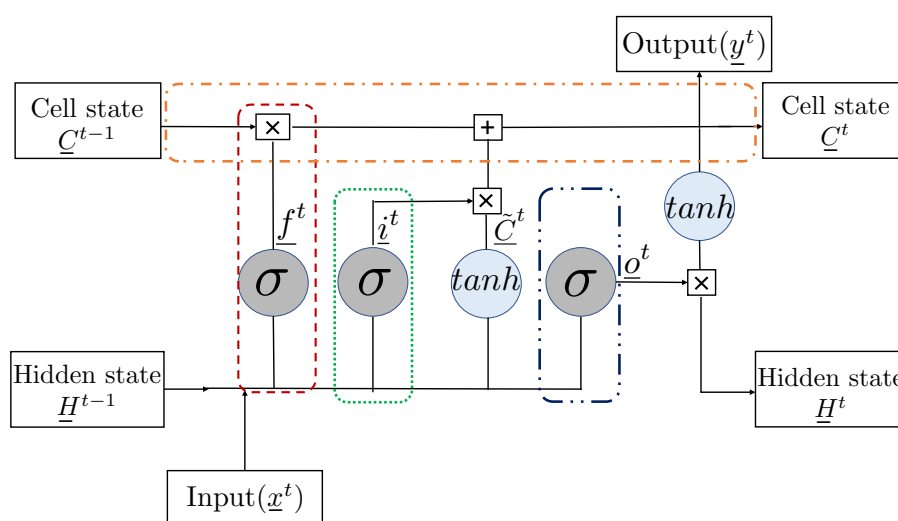 Output(y^t)
Cell state
C^{t−1}
×
+
Cell state
C^t
×
tanh
f^t
i^t
C̃^t
o^t
σ
σ
tanh
σ
×
Hidden state
H^{t−1}
Hidden state
H^t
Input(x^t)